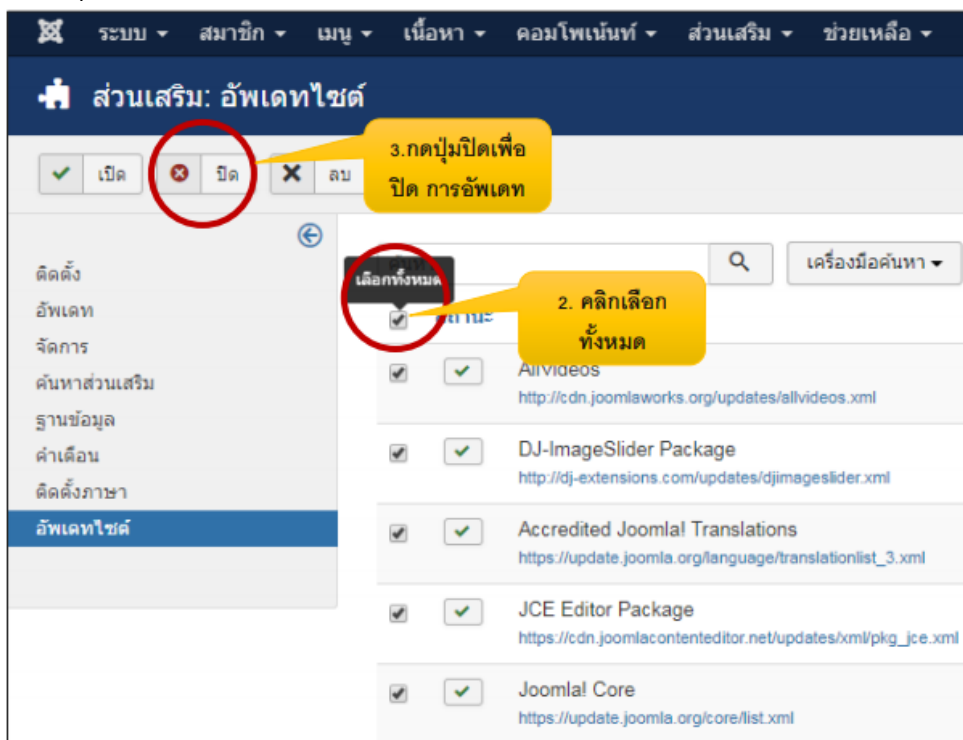 ระบบ สมาชิก เมนู เนื้อหา คอมโพเน้นท์ ส่วนเสริม ช่วยเหลือ
ส่วนเสริม: อัพเดทไซต์
3.กดปุ่มปิดเพื่อ
ปิด การอัพเดท
เปิด ปิด ลบ
เครื่องมือค้นหา
เลือกทั้งหมด
2. คลิกเลือก
ทั้งหมด
ติดตั้ง
อัพเดท
จัดการ
ค้นหาส่วนเสริม
ฐานข้อมูล
คำเตือน
ติดตั้งภาษา
อัพเดทไซต์
AllVideos
http://cdn.joomlaworks.org/updates/allvideos.xml
DJ-ImageSlider Package
http://dj-extensions.com/updates/djimageslider.xml
Accredited Joomla! Translations
https://update.joomla.org/language/translationlist_3.xml
JCE Editor Package
https://cdn.joomlacontenteditor.net/updates/xml/pkg_jce.xml
Joomla! Core
https://update.joomla.org/core/list.xml